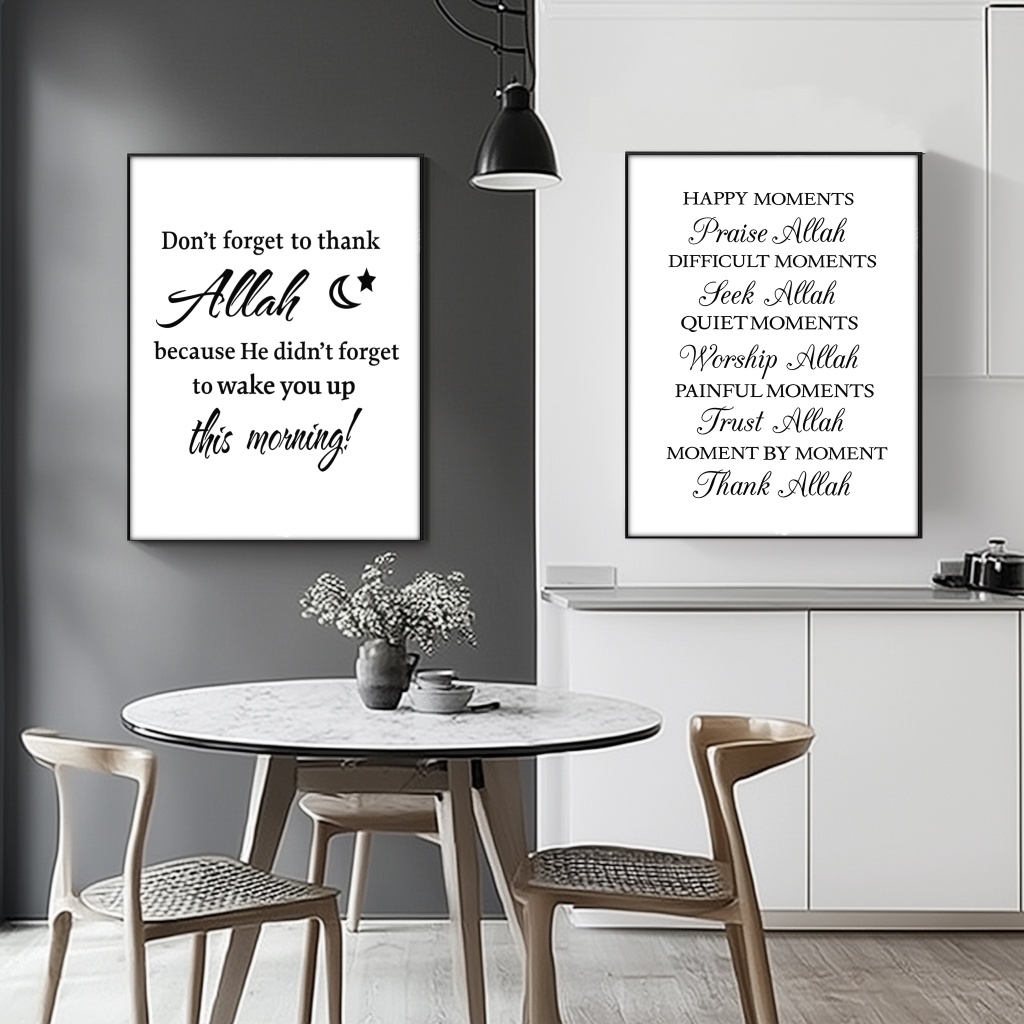 Don't forget to thank
Allah
because He didn't forget
to wake you up
this morning!
HAPPY MOMENTS
Praise Allah
DIFFICULT MOMENTS
Seek Allah
QUIET MOMENTS
Worship Allah
PAINFUL MOMENTS
Trust Allah
MOMENT BY MOMENT
Thank Allah